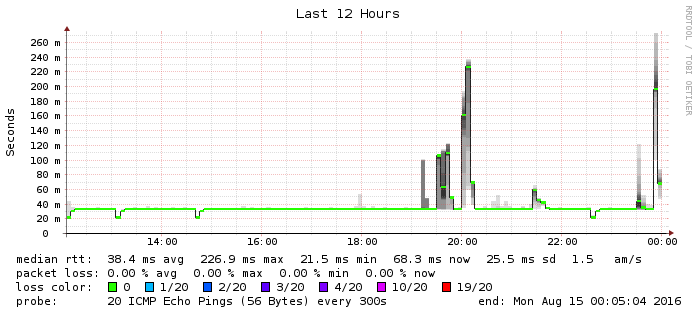 Last 12 Hours
RRDTOOL / TOBI OETIKER
Seconds
260 m
240 m
220 m
200 m
180 m
160 m
140 m
120 m
100 m
80 m
60 m
40 m
20 m
0
14:00 16:00 18:00 20:00 22:00 00:00
median rtt: 38.4 ms avg 226.9 ms max 21.5 ms min 68.3 ms now 25.5 ms sd 1.5 am/s
packet loss: 0.00 % avg 0.00 % max 0.00 % min 0.00 % now
loss color: 0 1/20 2/20 3/20 4/20 10/20 19/20
probe: 20 ICMP Echo Pings (56 Bytes) every 300s end: Mon Aug 15 00:05:04 2016